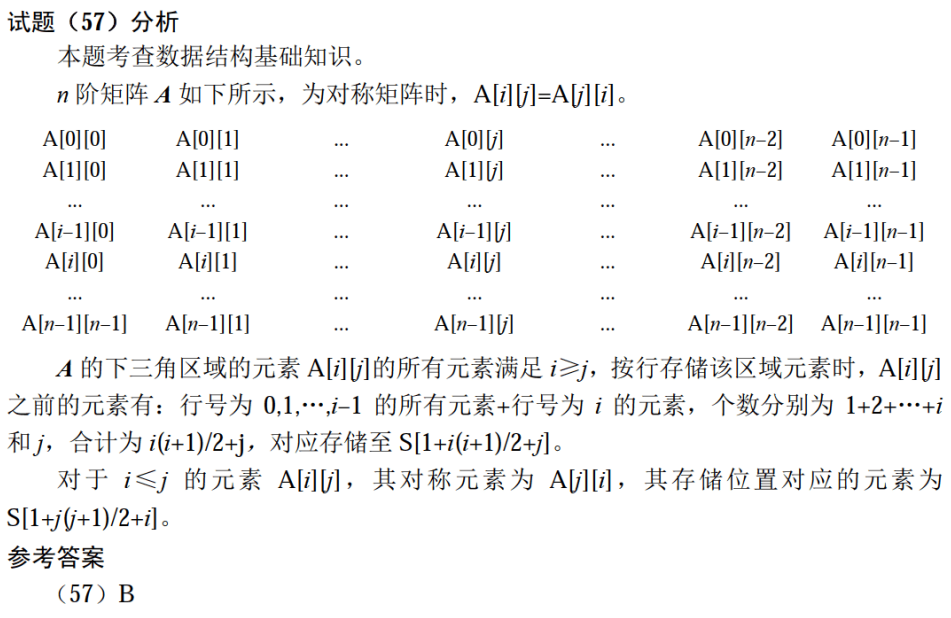 试题（57）分析
本题考查数据结构基础知识。
n 阶矩阵 A 如下所示，为对称矩阵时，A[i][j]=A[j][i]。
A[0][0] A[0][1] ... A[0][j] ... A[0][n–2] A[0][n–1]
A[1][0] A[1][1] ... A[1][j] ... A[1][n–2] A[1][n–1]
... ... ... ... ... ... ...
A[i–1][0] A[i–1][1] ... A[i–1][j] ... A[i–1][n–2] A[i–1][n–1]
A[i][0] A[i][1] ... A[i][j] ... A[i][n–2] A[i][n–1]
... ... ... ... ... ... ...
A[n–1][n–1] A[n–1][1] ... A[n–1][j] ... A[n–1][n–2] A[n–1][n–1]
A 的下三角区域的元素 A[i][j]的所有元素满足 i≥j，按行存储该区域元素时，A[i][j]
之前的元素有：行号为 0,1,…,i–1 的所有元素+行号为 i 的元素，个数分别为 1+2+…+i
和 j，合计为 i(i+1)/2+j，对应存储至 S[1+i(i+1)/2+j]。
对于 i≤j 的元素 A[i][j]，其对称元素为 A[j][i]，其存储位置对应的元素为
S[1+j(j+1)/2+i]。
参考答案
（57）B